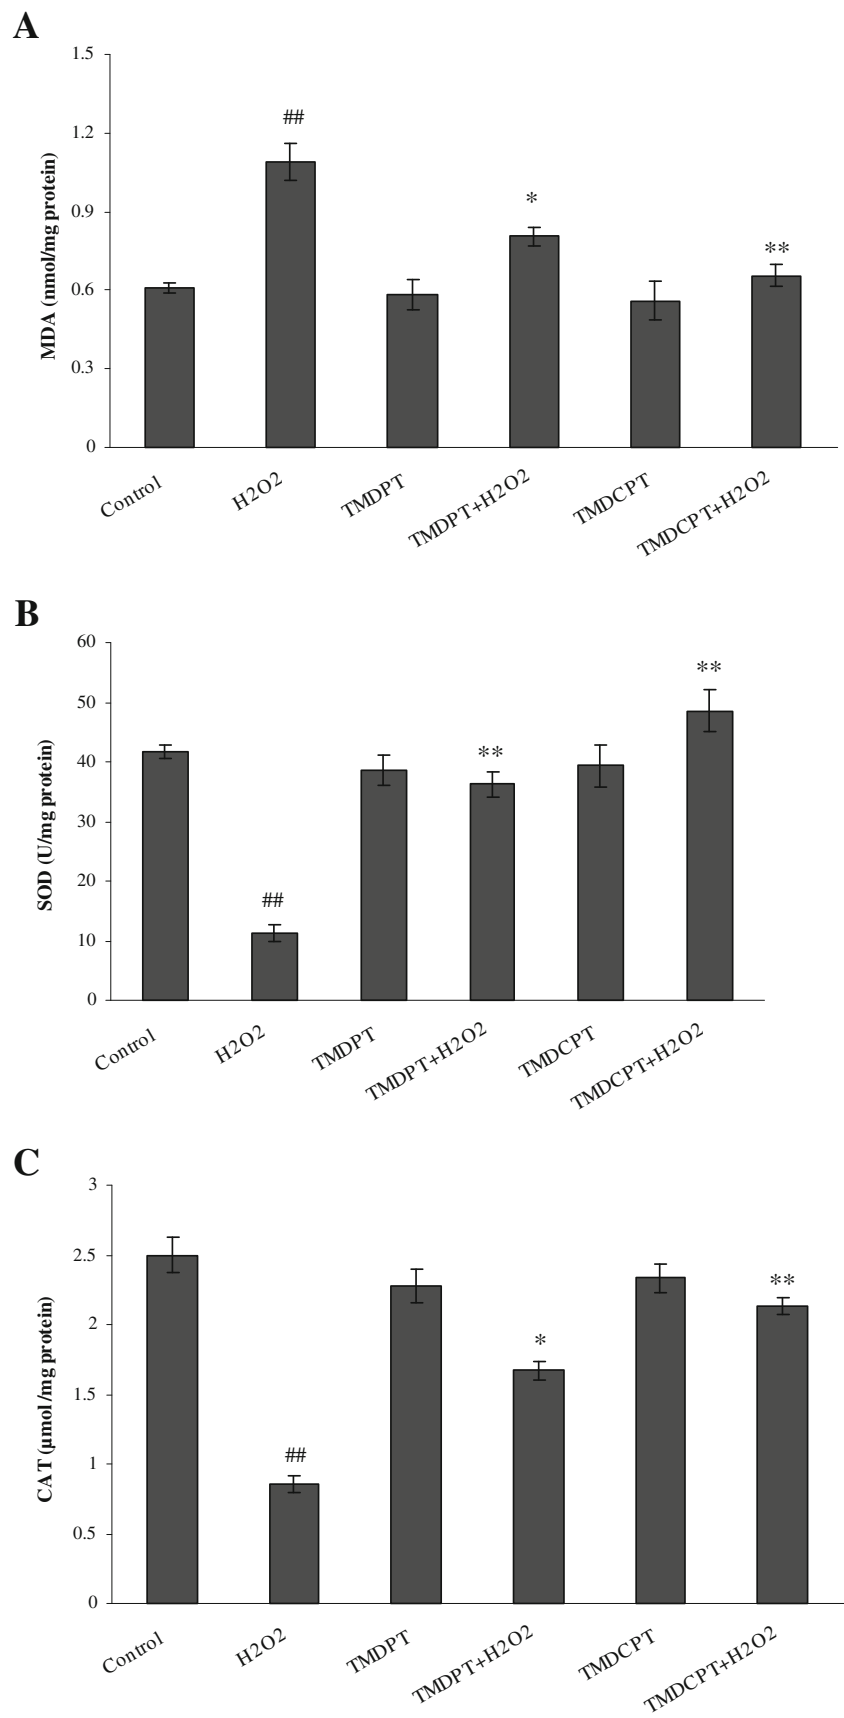 A
MDA (nmol/mg protein)
1.5
1.2
0.9
0.6
0.3
0
##
*
**
Control
H2O2
TMDPT
TMDPT+H2O2
TMDCPT
TMDCPT+H2O2
B
SOD (U/mg protein)
60
50
40
30
20
10
0
##
**
**
Control
H2O2
TMDPT
TMDPT+H2O2
TMDCPT
TMDCPT+H2O2
C
CAT (µmol/mg protein)
3
2.5
2
1.5
1
0.5
0
##
*
**
Control
H2O2
TMDPT
TMDPT+H2O2
TMDCPT
TMDCPT+H2O2